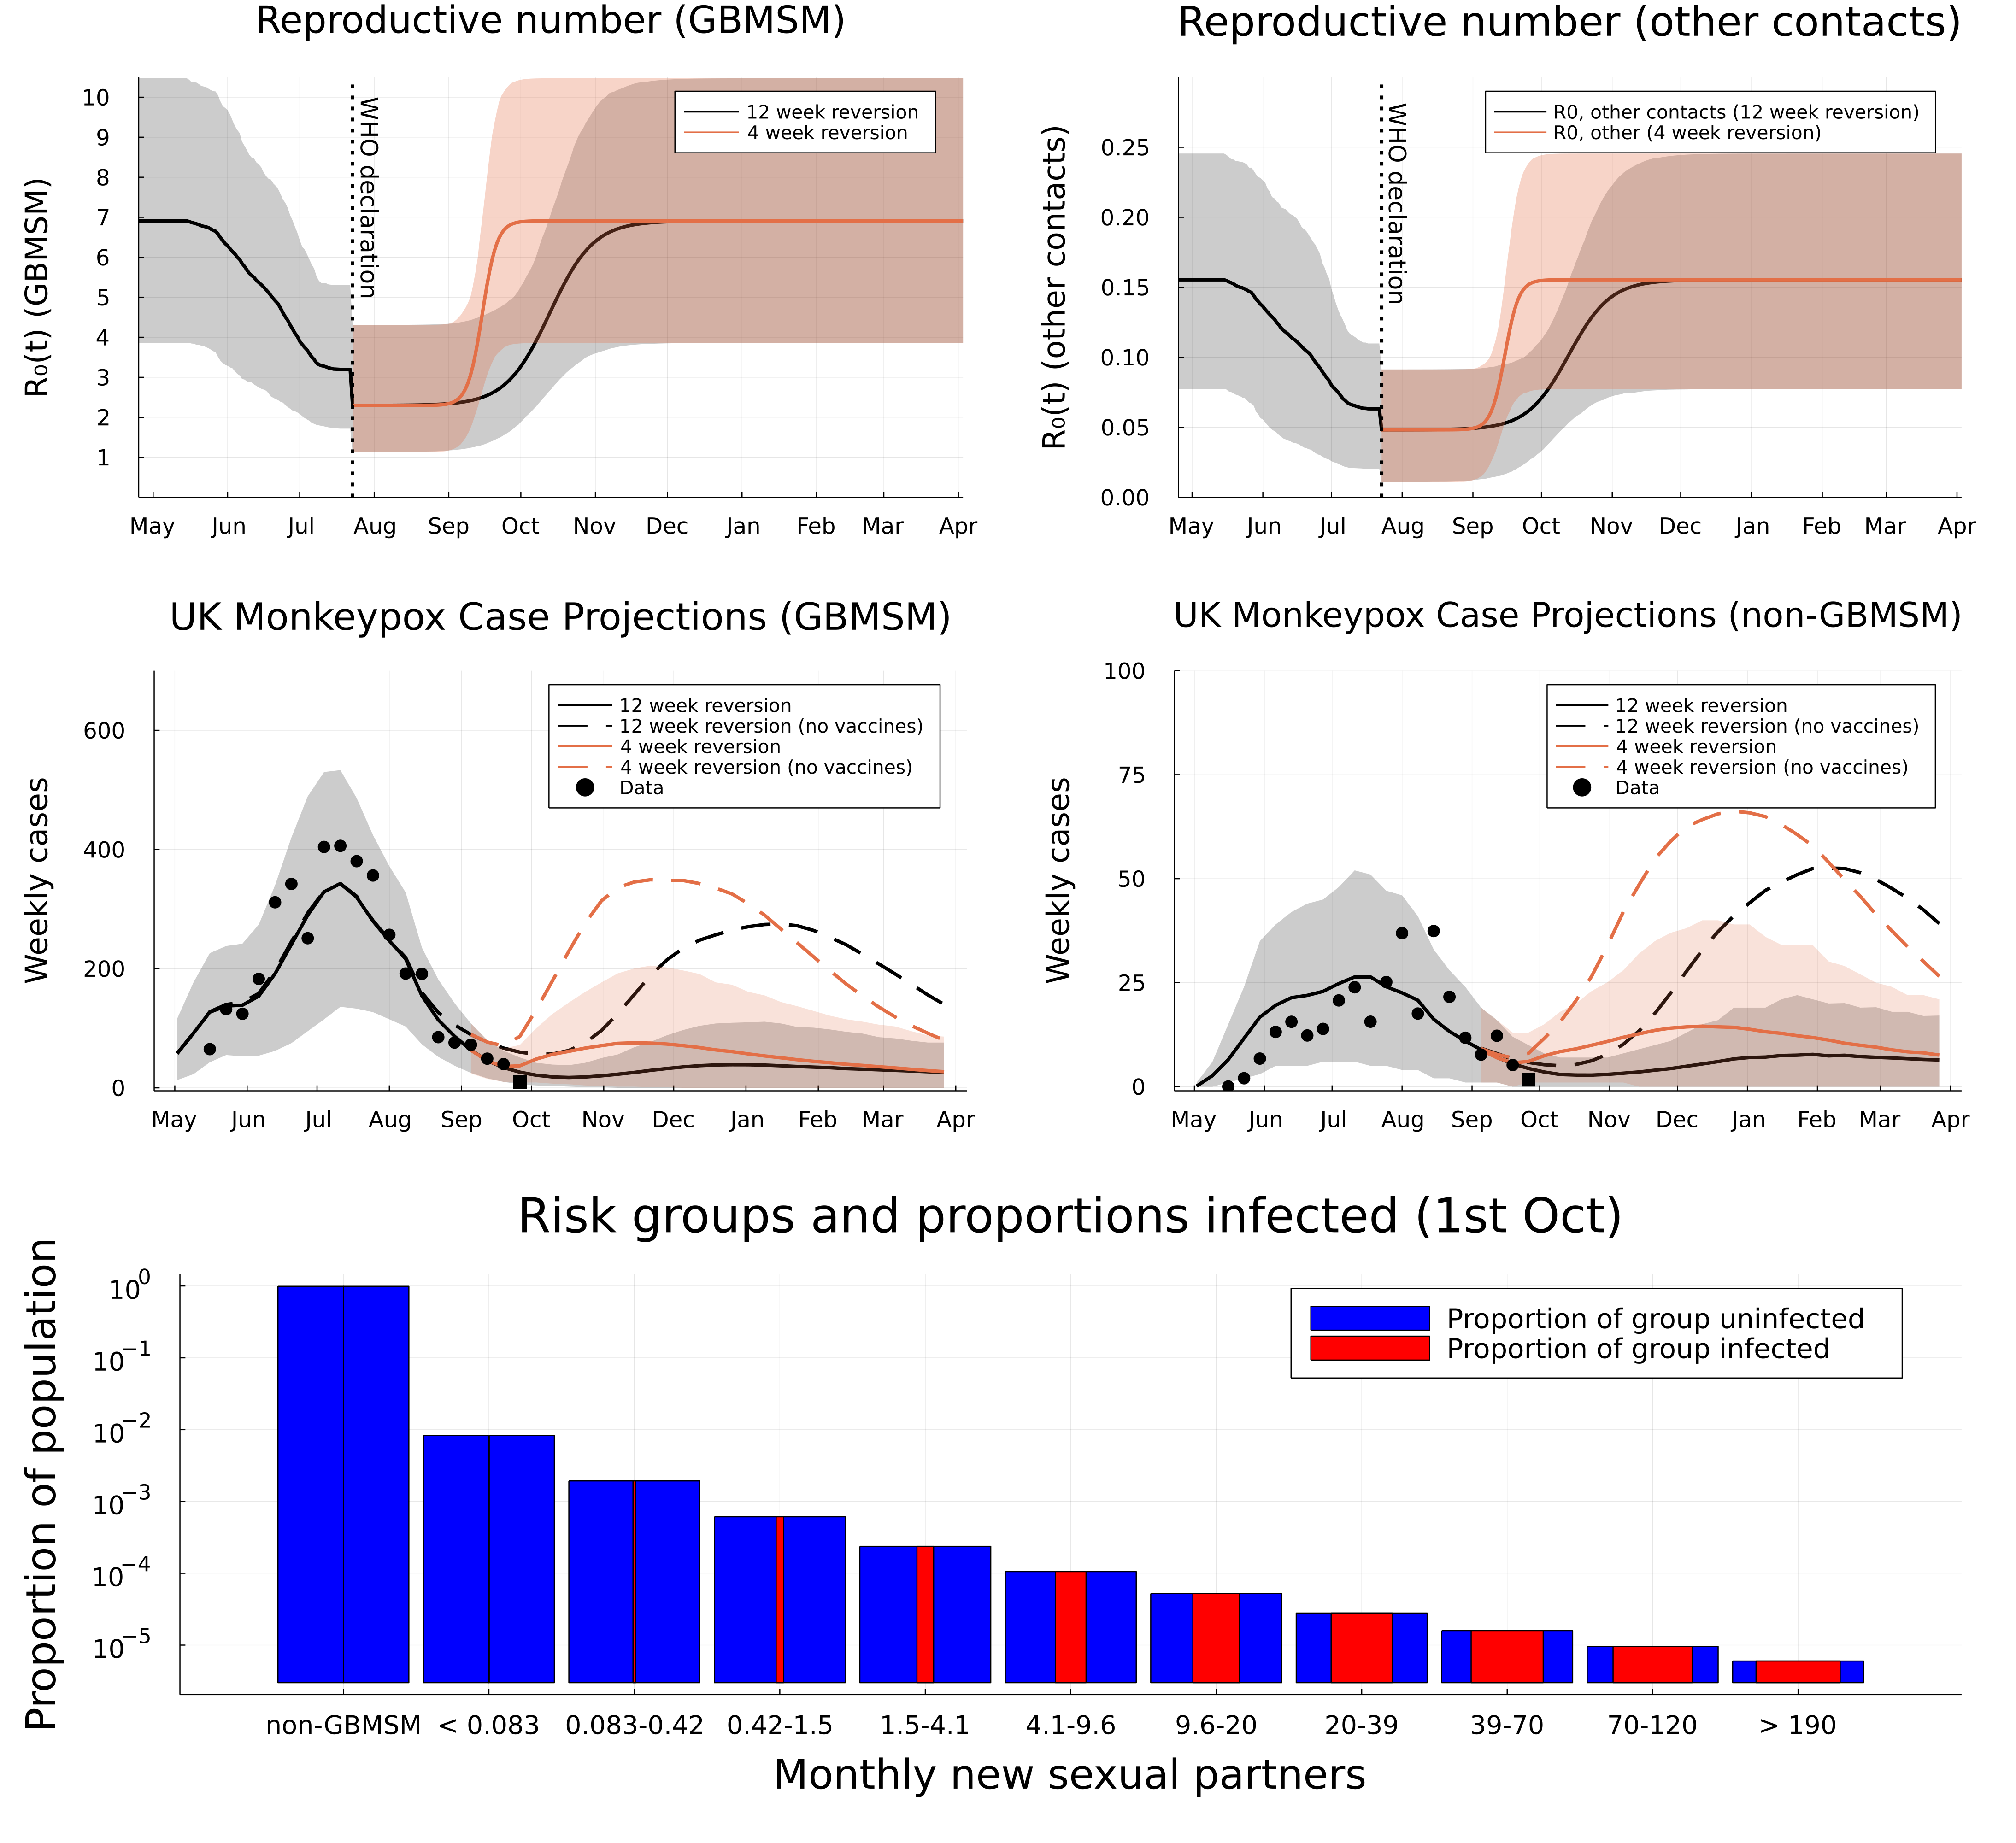 Reproductive number (GBMSM)
R₀(t) (GBMSM)
10
9
8
7
6
5
4
3
2
1
WHO declaration
12 week reversion
4 week reversion
May Jun Jul Aug Sep Oct Nov Dec Jan Feb Mar Apr
Reproductive number (other contacts)
R₀(t) (other contacts)
0.25
0.20
0.15
0.10
0.05
0.00
WHO declaration
R0, other contacts (12 week reversion)
R0, other (4 week reversion)
May Jun Jul Aug Sep Oct Nov Dec Jan Feb Mar Apr
UK Monkeypox Case Projections (GBMSM)
Weekly cases
600
400
200
0
12 week reversion
12 week reversion (no vaccines)
4 week reversion
4 week reversion (no vaccines)
Data
May Jun Jul Aug Sep Oct Nov Dec Jan Feb Mar Apr
UK Monkeypox Case Projections (non-GBMSM)
Weekly cases
100
75
50
25
0
12 week reversion
12 week reversion (no vaccines)
4 week reversion
4 week reversion (no vaccines)
Data
May Jun Jul Aug Sep Oct Nov Dec Jan Feb Mar Apr
Risk groups and proportions infected (1st Oct)
Proportion of population
10⁰
10⁻¹
10⁻²
10⁻³
10⁻⁴
10⁻⁵
Proportion of group uninfected
Proportion of group infected
non-GBMSM < 0.083 0.083-0.42 0.42-1.5 1.5-4.1 4.1-9.6 9.6-20 20-39 39-70 70-120 > 190
Monthly new sexual partners